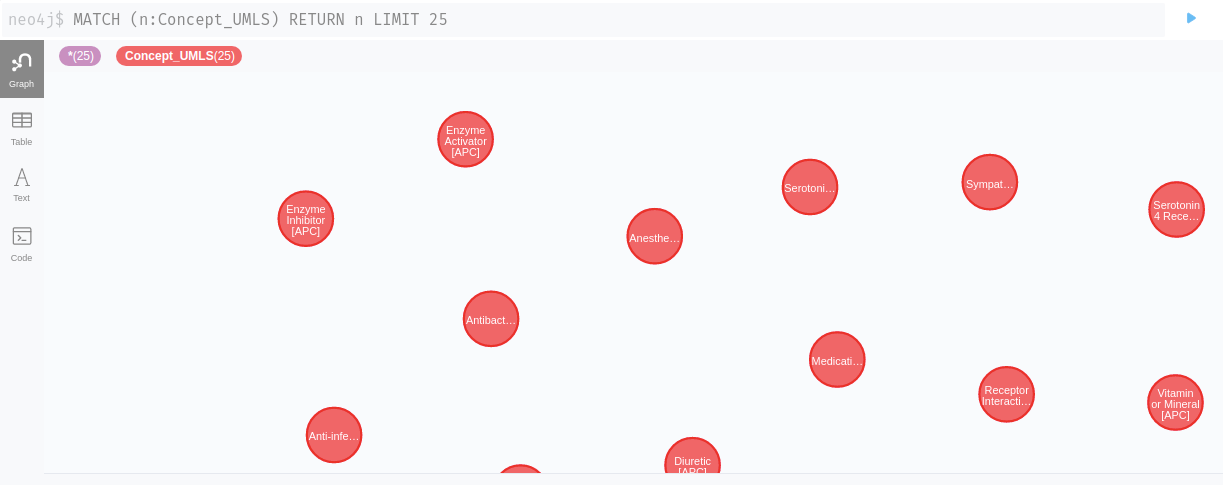 neo4j$ MATCH (n:Concept_UMLS) RETURN n LIMIT 25
*(25) Concept_UMLS(25)
Graph
Table
Text
Code
Enzyme
Activator
[APC]
Serotoni...
Sympat...
Serotonin
4 Rece...
Enzyme
Inhibitor
[APC]
Anesthe...
Antibact...
Medicati...
Receptor
Interacti...
Vitamin
or Mineral
[APC]
Anti-infe...
Diuretic
[APC]